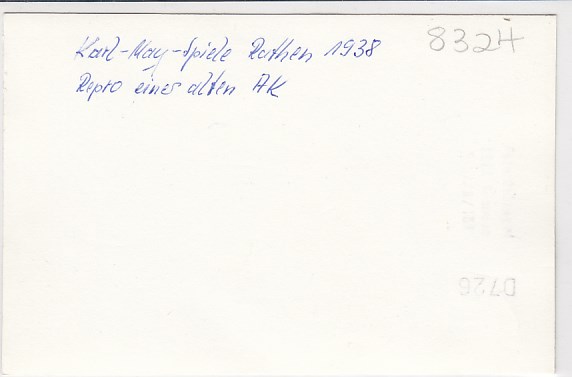 Karl-May-Spiele Rathen 1938
Repro einer alten AK
8324
D726